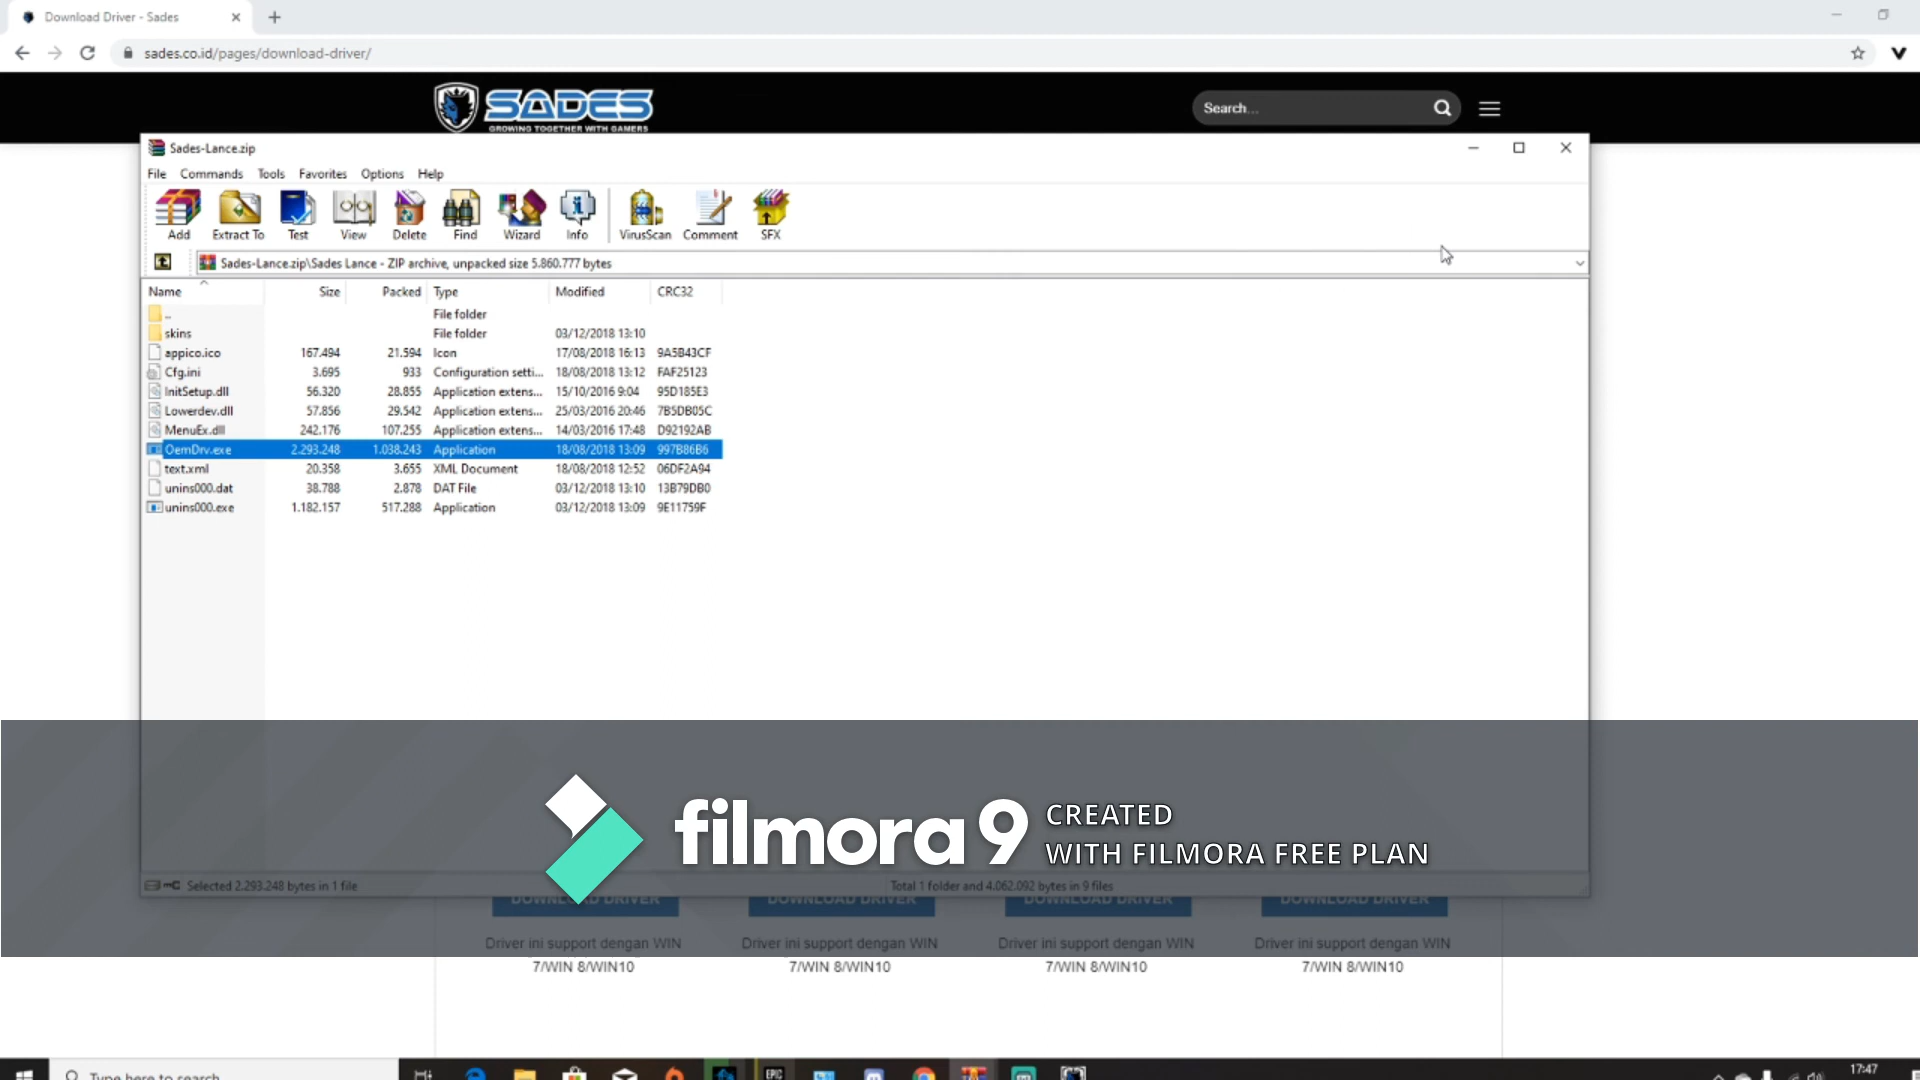 Download Driver - Sades
sades.co.id/pages/download-driver/
SADES
GROWING TOGETHER WITH GAMERS
Search...
Sades-Lance.zip
File Commands Tools Favorites Options Help
Add Extract To Test View Delete Find Wizard Info VirusScan Comment SFX
Sades-Lance.zip\Sades Lance - ZIP archive, unpacked size 5.860.777 bytes
Name Size Packed Type Modified CRC32
.. File folder
skins File folder 03/12/2018 13:10
appico.ico 167.494 21.594 Icon 17/08/2018 16:13 9A5B43CF
Cfg.ini 3.695 933 Configuration setti... 18/08/2018 13:12 FAF25123
InitSetup.dll 56.320 28.855 Application extens... 15/10/2016 9:04 95D185E3
Lowerdev.dll 57.856 29.542 Application extens... 25/03/2016 20:46 7B5DB05C
MenuEx.dll 242.176 107.255 Application extens... 14/03/2016 17:48 D92192AB
OemDrv.exe 2.293.248 1.038.243 Application 18/08/2018 13:09 997B86B6
text.xml 20.358 3.655 XML Document 18/08/2018 12:52 06DF2A94
unins000.dat 38.788 2.878 DAT File 03/12/2018 13:10 13B79DB0
unins000.exe 1.182.157 517.288 Application 03/12/2018 13:09 9E11759F
filmora9 CREATED
WITH FILMORA FREE PLAN
Selected 2.293.248 bytes in 1 file Total 1 folder and 4.062.092 bytes in 9 files
DOWNLOAD DRIVER DOWNLOAD DRIVER DOWNLOAD DRIVER DOWNLOAD DRIVER
Driver ini support dengan WIN Driver ini support dengan WIN Driver ini support dengan WIN Driver ini support dengan WIN
7/WIN 8/WIN10 7/WIN 8/WIN10 7/WIN 8/WIN10 7/WIN 8/WIN10
Type here to search EPIC 17:47